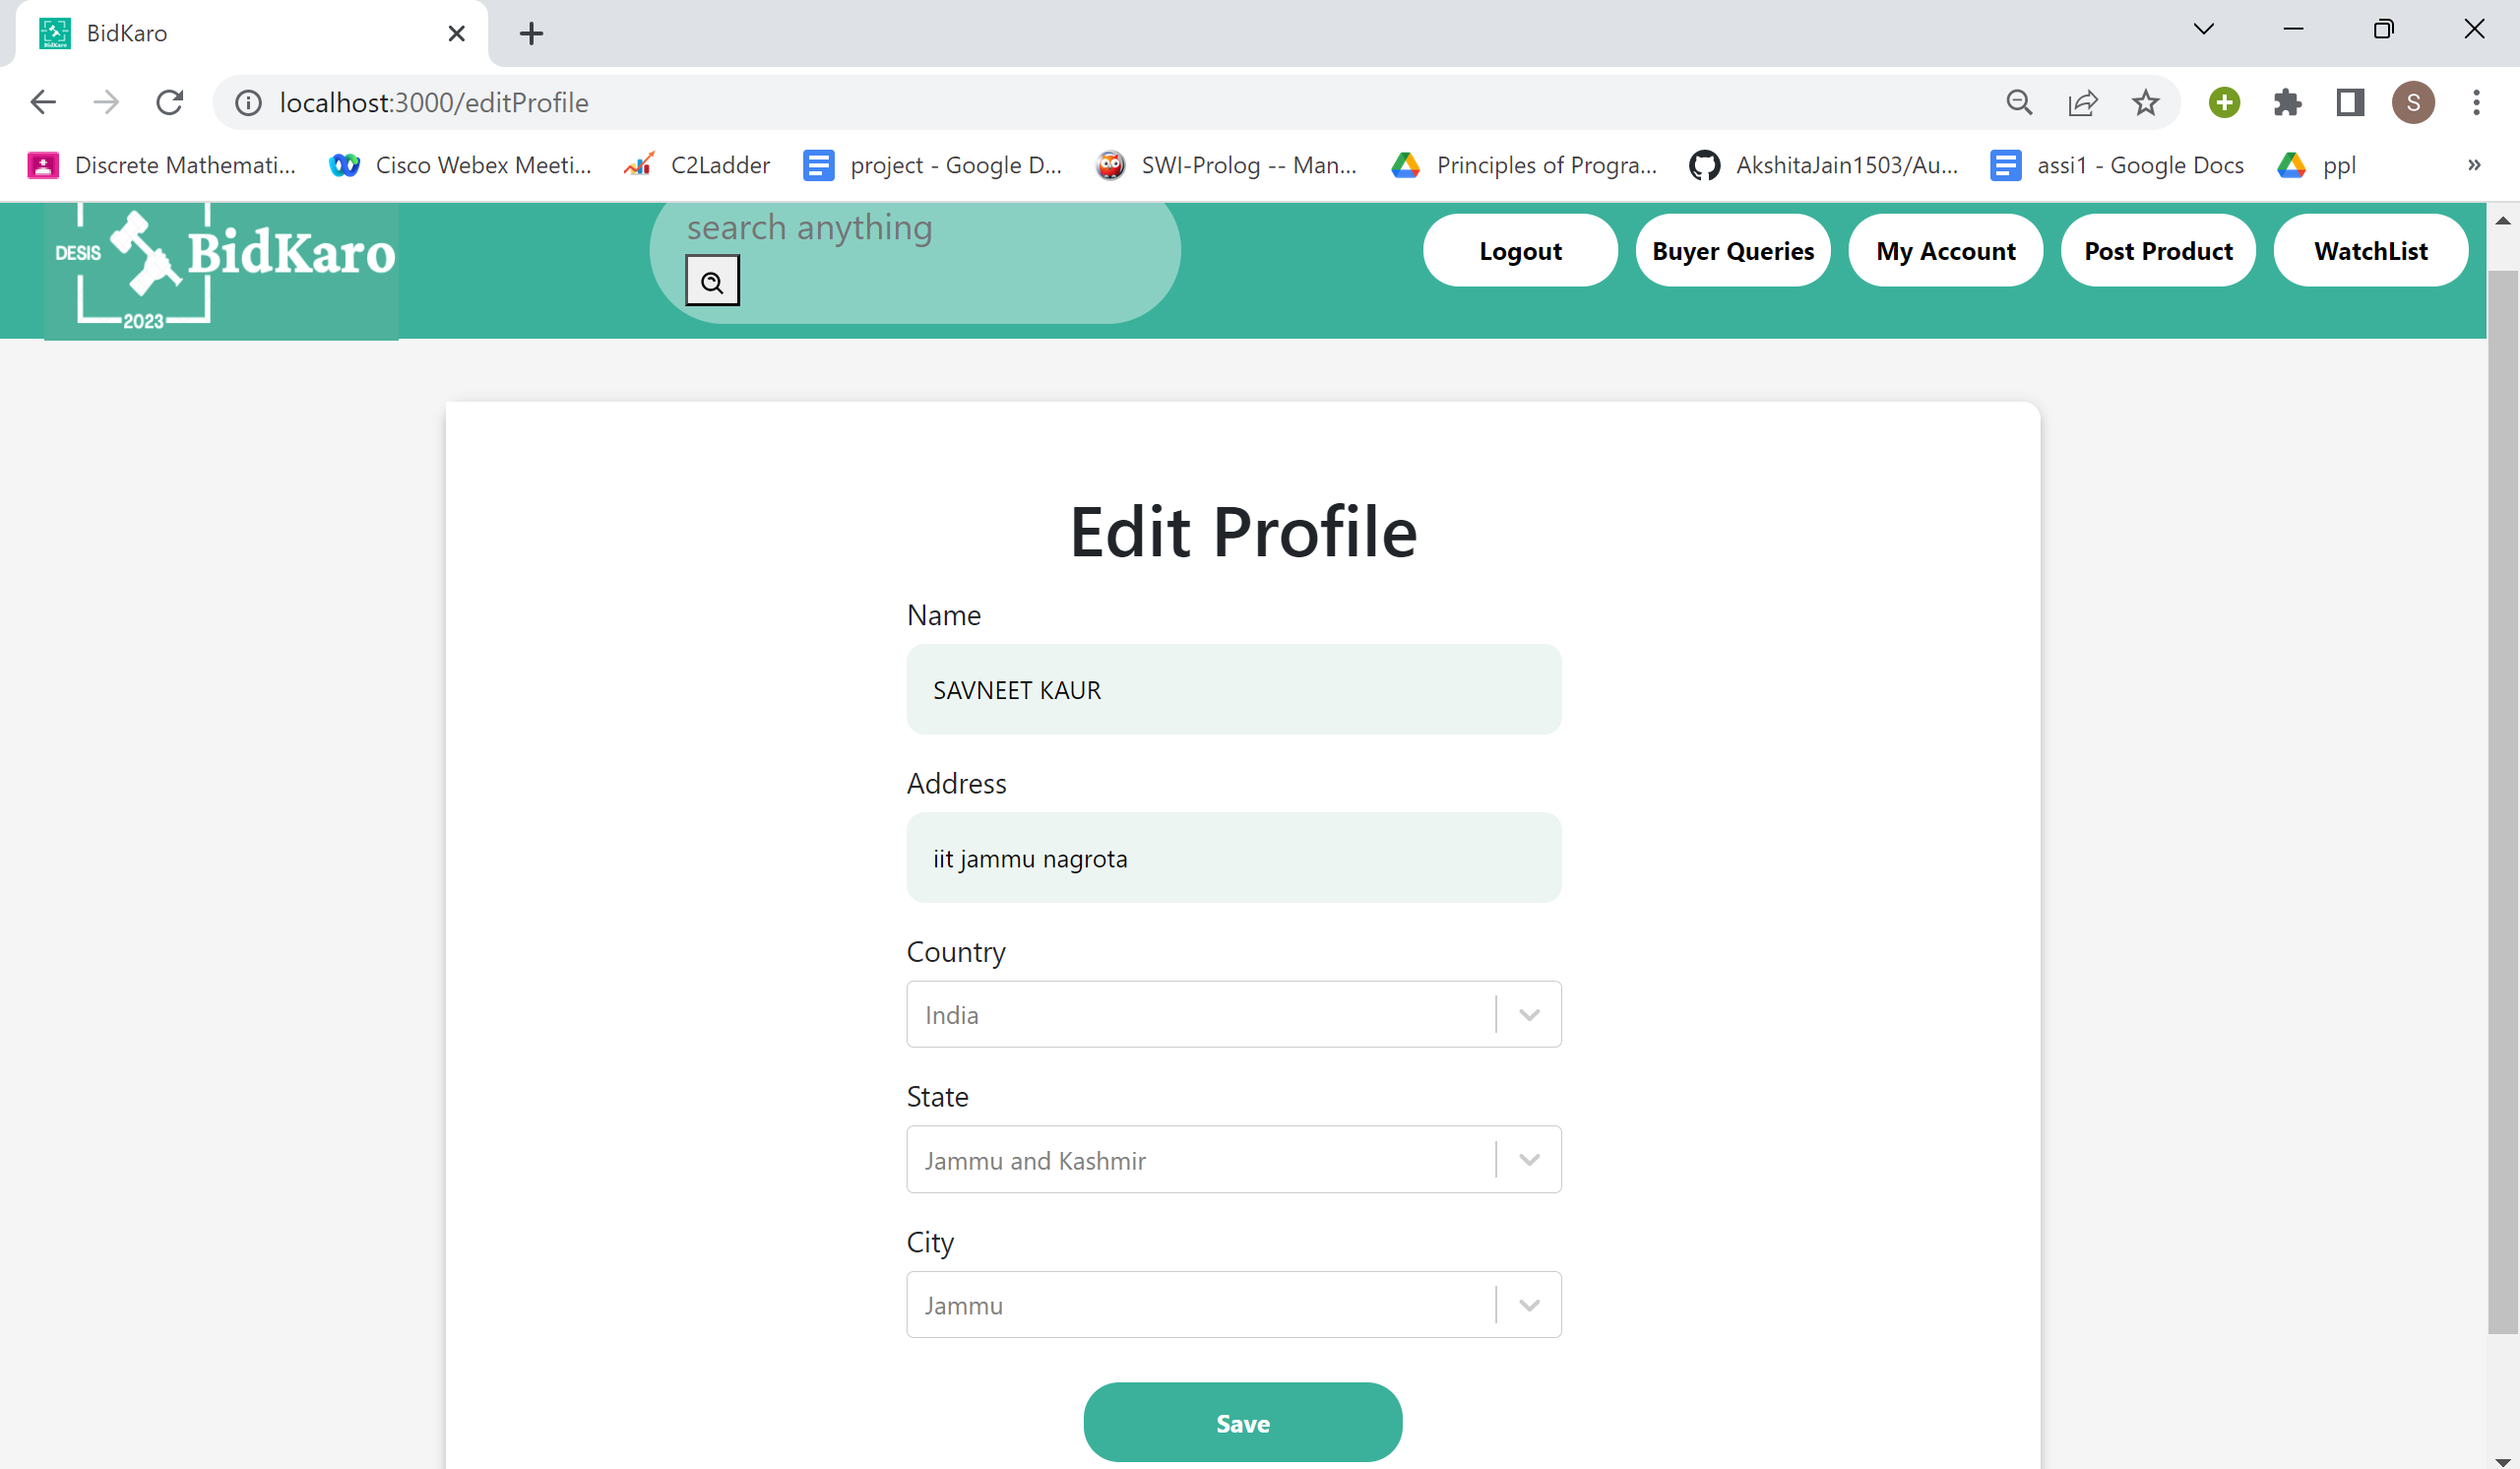 BidKaro
localhost:3000/editProfile
Discrete Mathemati... Cisco Webex Meeti... C2Ladder project - Google D... SWI-Prolog -- Man... Principles of Progra... AkshitaJain1503/Au... assi1 - Google Docs ppl »
S
DESIS BidKaro
2023
search anything
Logout Buyer Queries My Account Post Product WatchList
Edit Profile
Name
SAVNEET KAUR
Address
iit jammu nagrota
Country
India
State
Jammu and Kashmir
City
Jammu
Save